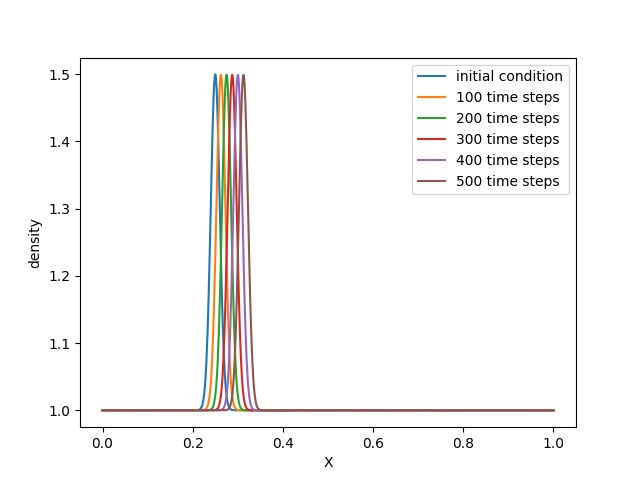 initial condition
100 time steps
200 time steps
300 time steps
400 time steps
500 time steps
1.5
1.4
1.3
1.2
1.1
1.0
density
0.0 0.2 0.4 0.6 0.8 1.0
X